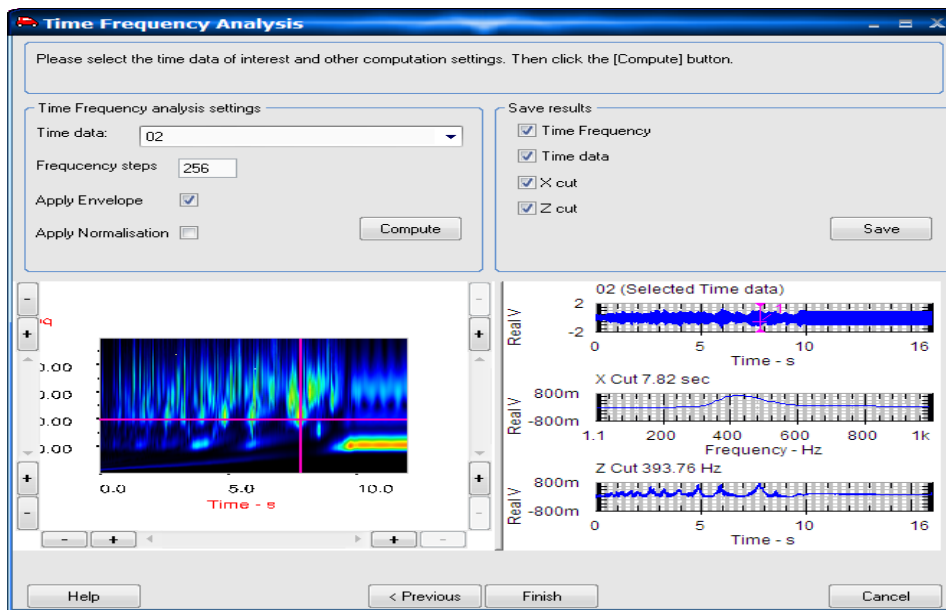 Time Frequency Analysis
Please select the time data of interest and other computation settings. Then click the [Compute] button.
Time Frequency analysis settings
Time data:
02
Frequcency steps
256
Apply Envelope
Apply Normalisation
Compute
Save results
Time Frequency
Time data
X cut
Z cut
Save
0.0
5.0
10.0
Time - s
02 (Selected Time data)
Real V
2
-2
1
0
5
10
16
Time - s
X Cut 7.82 sec
Real V
800m
-800m
1.1
200
400
600
800
1k
Frequency - Hz
Z Cut 393.76 Hz
Real V
800m
-800m
0
5
10
16
Time - s
Help
< Previous
Finish
Cancel